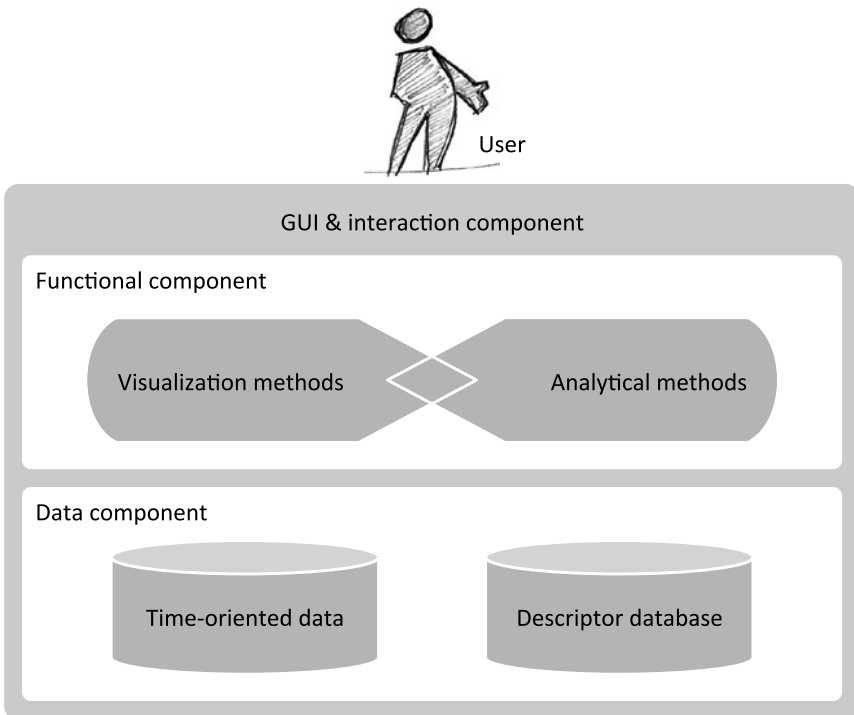 User
GUI & interaction component
Functional component
Visualization methods
Analytical methods
Data component
Time-oriented data
Descriptor database